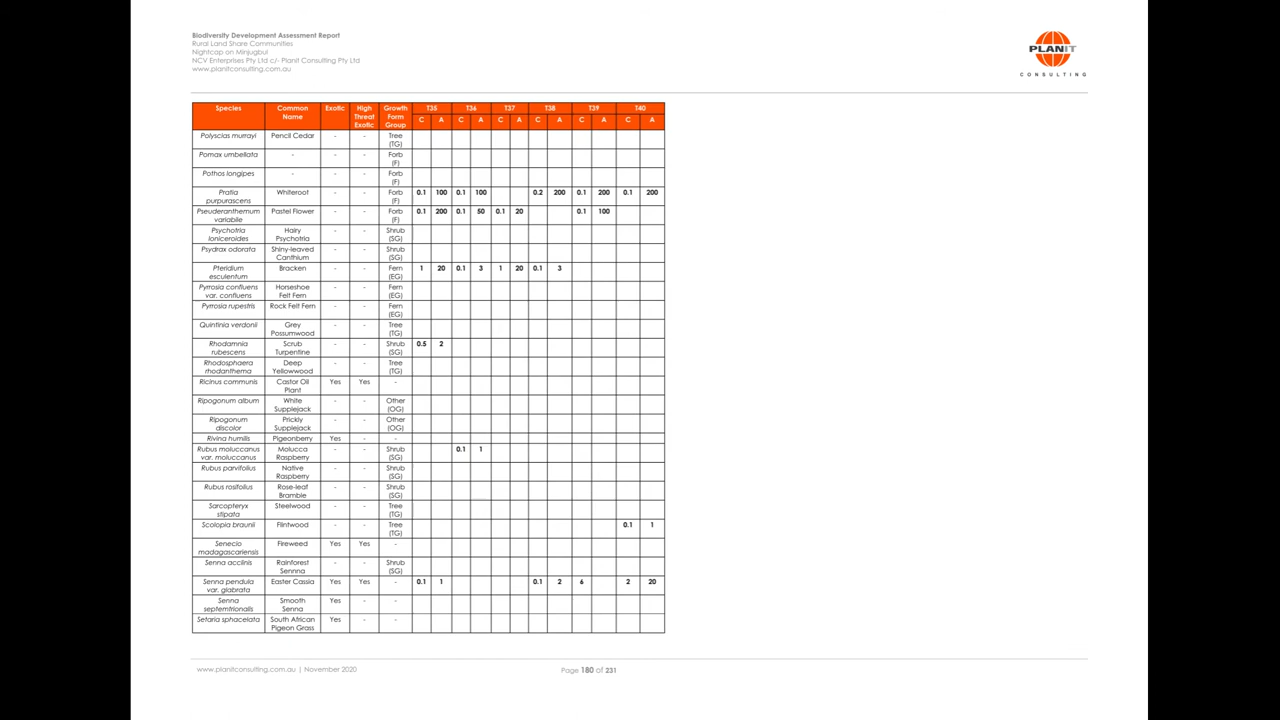 Biodiversity Development Assessment Report
Rural Land Share Communities
Nightcap on Minjugbul
NCV Enterprises Pty Ltd c/- Planit Consulting Pty Ltd
www.planitconsulting.com.au
PLANIT
CONSULTING
Species Common Name Exotic High Threat Exotic Growth Form Group T35 T36 T37 T38 T39 T40
C A C A C A C A C A C A
Polyscias murrayi Pencil Cedar - - Tree (TG)
Pomax umbellata - - - Forb (F)
Pothos longipes - - - Forb (F)
Pratia purpurascens Whiteroot - - Forb (F) 0.1 100 0.1 100 0.2 200 0.1 200 0.1 200
Pseuderanthemum variabile Pastel Flower - - Forb (F) 0.1 200 0.1 50 0.1 20 0.1 100
Psychotria loniceroides Hairy Psychotria - - Shrub (SG)
Psydrax odorata Shiny-leaved Canthium - - Shrub (SG)
Pteridium esculentum Bracken - - Fern (EG) 1 20 0.1 3 1 20 0.1 3
Pyrrosia confluens var. confluens Horseshoe Felt Fern - - Fern (EG)
Pyrrosia rupestris Rock Felt Fern - - Fern (EG)
Quintinia verdonii Grey Possumwood - - Tree (TG)
Rhodamnia rubescens Scrub Turpentine - - Shrub (SG) 0.5 2
Rhodosphaera rhodanthema Deep Yellowwood - - Tree (TG)
Ricinus communis Castor Oil Plant Yes Yes -
Ripogonum album White Supplejack - - Other (OG)
Ripogonum discolor Prickly Supplejack - - Other (OG)
Rivina humilis Pigeonberry Yes - -
Rubus moluccanus var. moluccanus Molucca Raspberry - - Shrub (SG) 0.1 1
Rubus parvifolius Native Raspberry - - Shrub (SG)
Rubus rosifolius Rose-leaf Bramble - - Shrub (SG)
Sarcopteryx stipata Steelwood - - Tree (TG)
Scolopia braunii Flintwood - - Tree (TG) 0.1 1
Senecio madagascariensis Fireweed Yes Yes -
Senna acclinis Rainforest Sennna - - Shrub (SG)
Senna pendula var. glabrata Easter Cassia Yes Yes - 0.1 1 0.1 2 6 2 20
Senna septemtrionalis Smooth Senna Yes - -
Setaria sphacelata South African Pigeon Grass Yes - -
www.planitconsulting.com.au | November 2020 Page 180 of 231